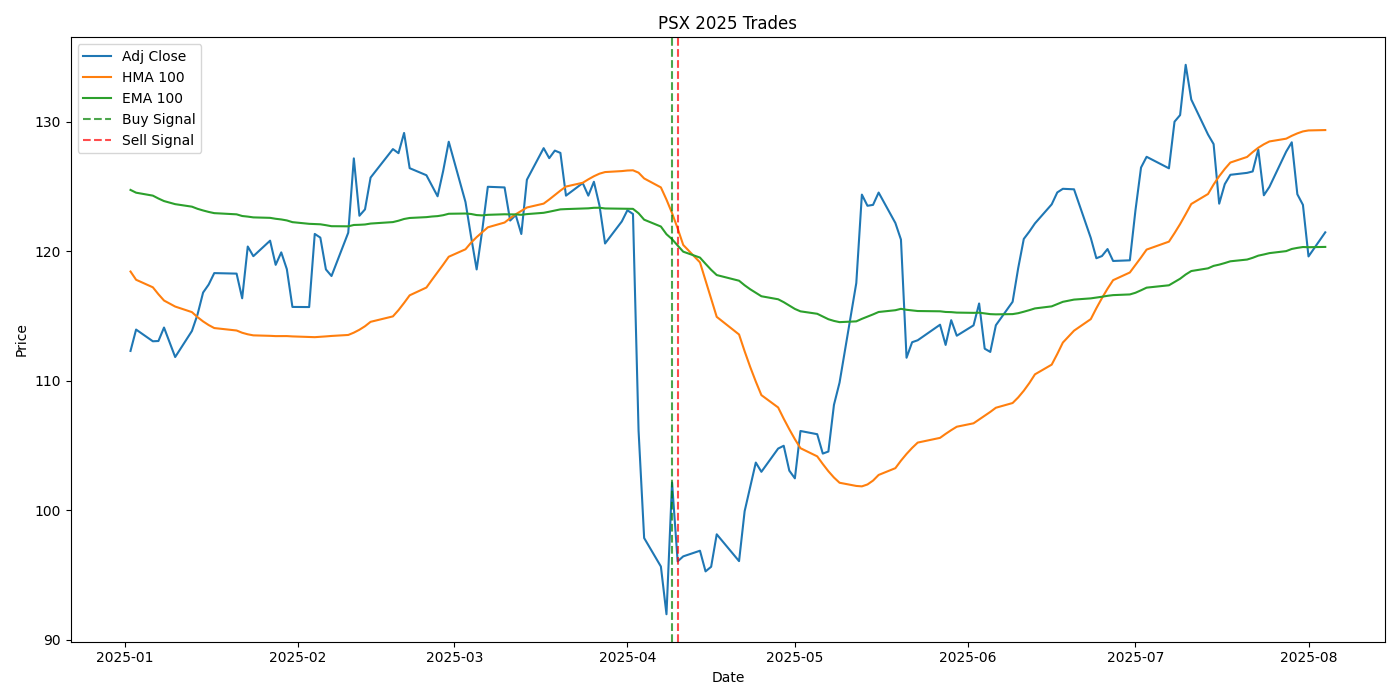 PSX 2025 Trades
Adj Close
HMA 100
EMA 100
Buy Signal
Sell Signal
Price
130
120
110
100
90
2025-01 2025-02 2025-03 2025-04 2025-05 2025-06 2025-07 2025-08
Date